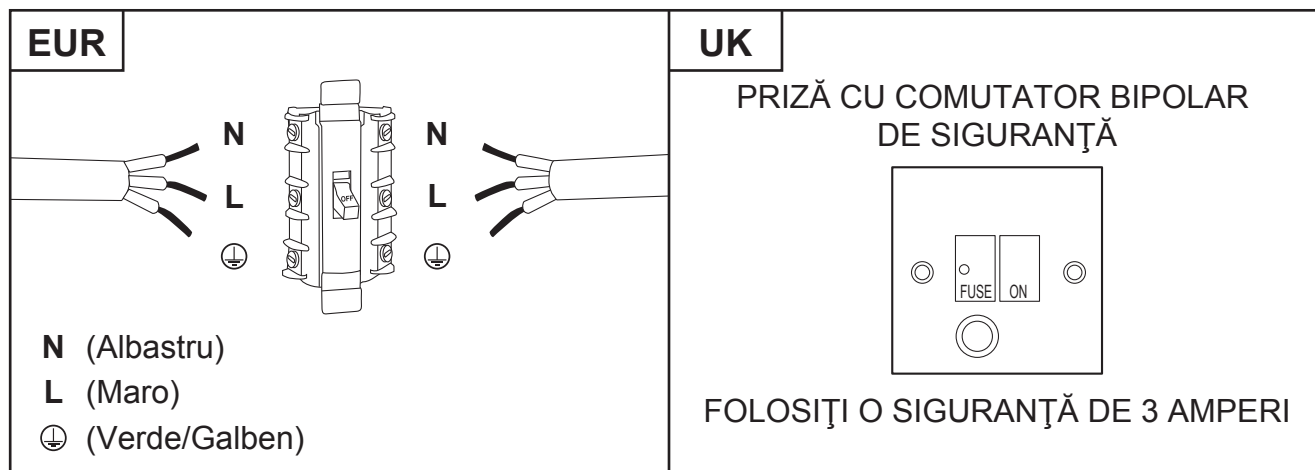 EUR
N
L
N
L
OFF
N (Albastru)
L (Maro)
(Verde/Galben)
UK
PRIZĂ CU COMUTATOR BIPOLAR
DE SIGURANŢĂ
FUSE ON
FOLOSIŢI O SIGURANŢĂ DE 3 AMPERI